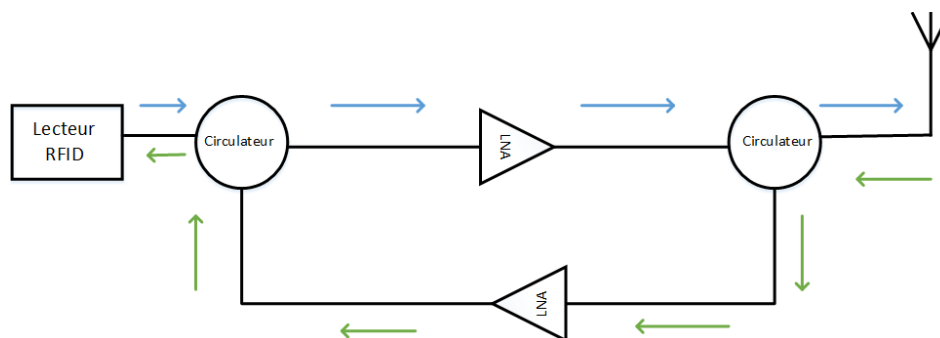 Lecteur
RFID
Circulateur
LNA
Circulateur
LNA